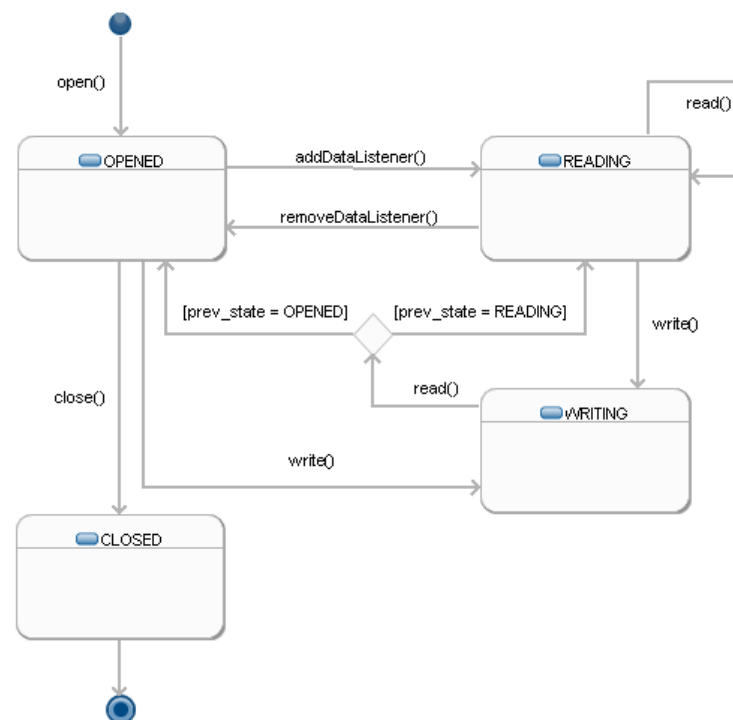 open()
read()
OPENED
addDataListener()
READING
removeDataListener()
[prev_state = OPENED]
[prev_state = READING]
write()
read()
close()
WRITING
write()
CLOSED